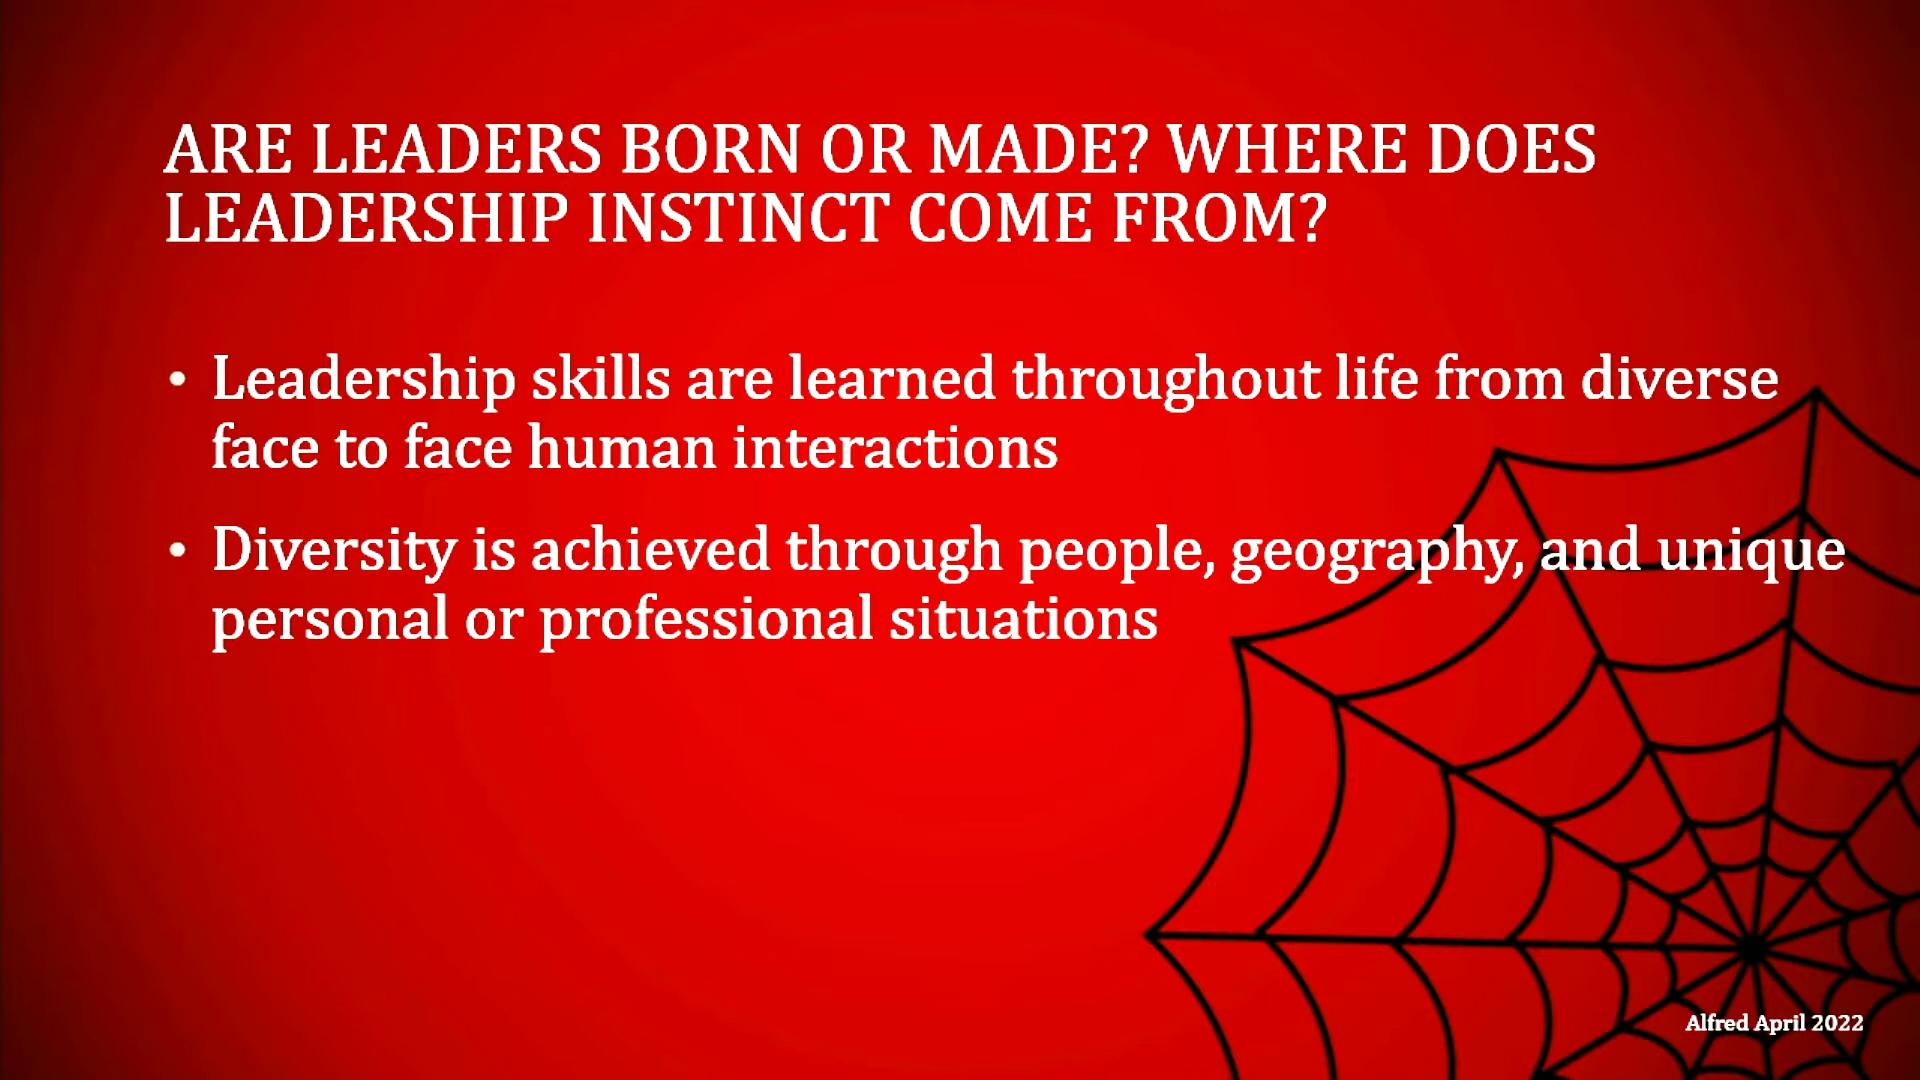 ARE LEADERS BORN OR MADE? WHERE DOES
LEADERSHIP INSTINCT COME FROM?
• Leadership skills are learned throughout life from diverse
face to face human interactions
• Diversity is achieved through people, geography, and unique
personal or professional situations
Alfred April 2022